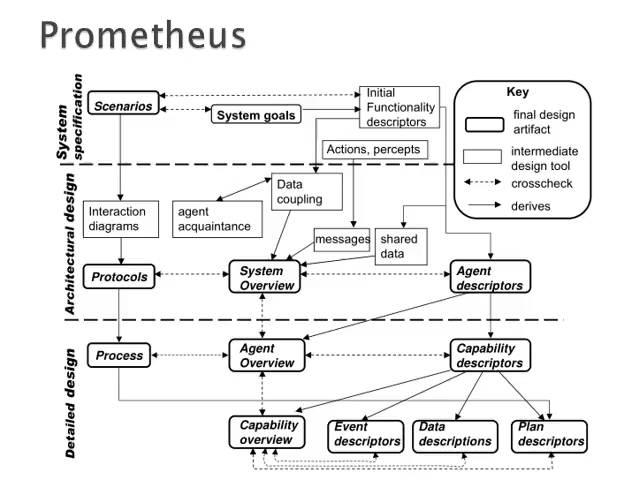 Prometheus
System
specification
Scenarios
System goals
Initial
Functionality
descriptors
Actions, percepts
Key
final design
artifact
intermediate
design tool
crosscheck
derives
Architectural design
Interaction
diagrams
agent
acquaintance
Data
coupling
messages
shared
data
Protocols
System
Overview
Agent
descriptors
Detailed design
Process
Agent
Overview
Capability
descriptors
Capability
overview
Event
descriptors
Data
descriptions
Plan
descriptors